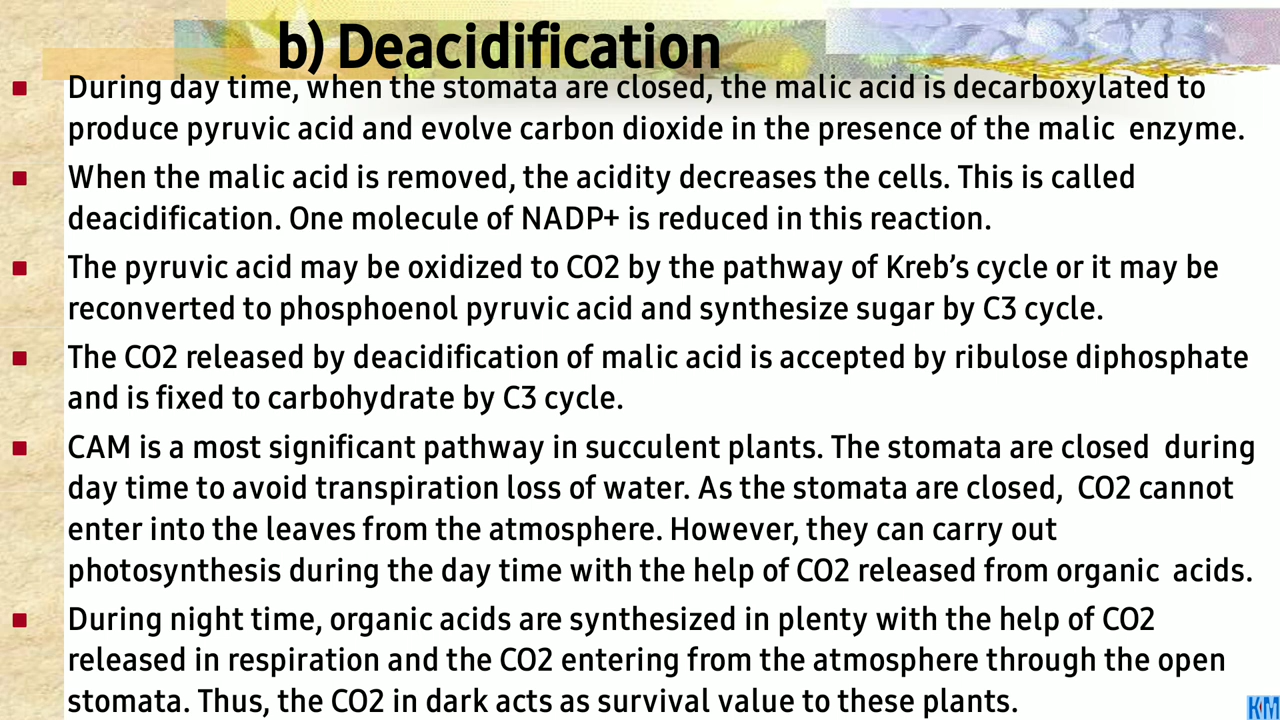 b) Deacidification
During day time, when the stomata are closed, the malic acid is decarboxylated to
produce pyruvic acid and evolve carbon dioxide in the presence of the malic enzyme.
When the malic acid is removed, the acidity decreases the cells. This is called
deacidification. One molecule of NADP+ is reduced in this reaction.
The pyruvic acid may be oxidized to CO2 by the pathway of Kreb’s cycle or it may be
reconverted to phosphoenol pyruvic acid and synthesize sugar by C3 cycle.
The CO2 released by deacidification of malic acid is accepted by ribulose diphosphate
and is fixed to carbohydrate by C3 cycle.
CAM is a most significant pathway in succulent plants. The stomata are closed during
day time to avoid transpiration loss of water. As the stomata are closed, CO2 cannot
enter into the leaves from the atmosphere. However, they can carry out
photosynthesis during the day time with the help of CO2 released from organic acids.
During night time, organic acids are synthesized in plenty with the help of CO2
released in respiration and the CO2 entering from the atmosphere through the open
stomata. Thus, the CO2 in dark acts as survival value to these plants.
KM